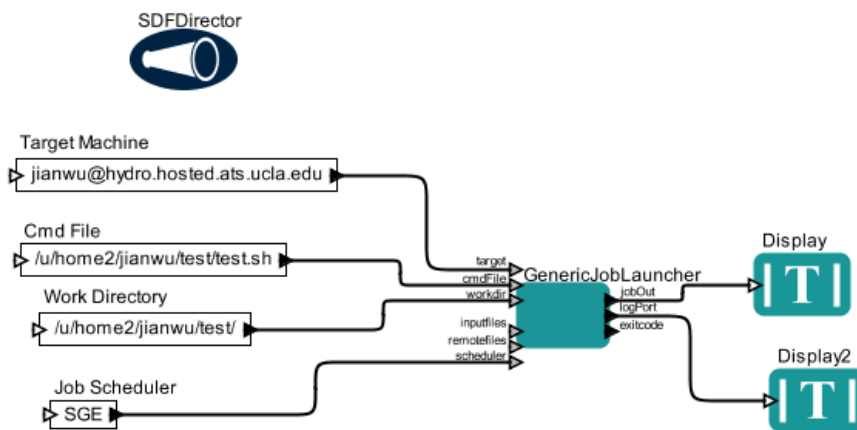 SDFDirector
Target Machine
jianwu@hydro.hosted.ats.ucla.edu
Cmd File
/u/home2/jianwu/test/test.sh
Work Directory
/u/home2/jianwu/test/
Job Scheduler
SGE
target
cmdFile
workdir
inputfiles
remotefiles
scheduler
GenericJobLauncher
jobOut
logPort
exitcode
Display
T
Display2
T